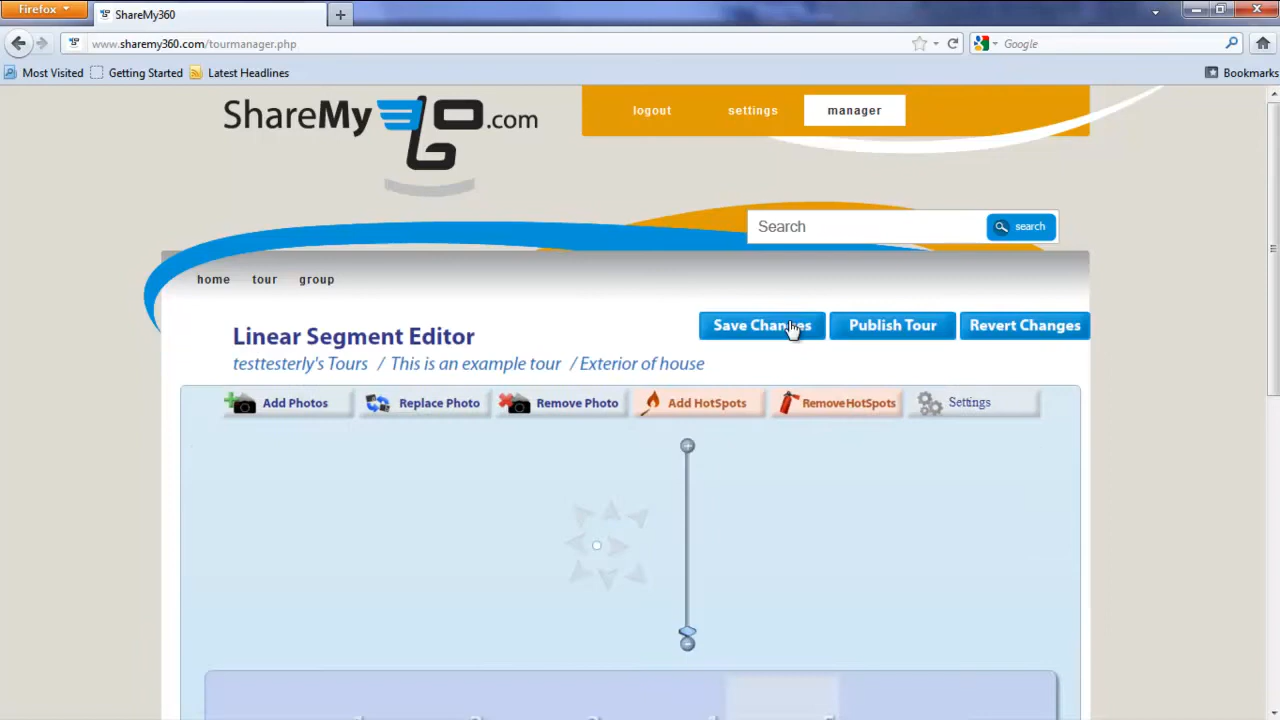 Firefox
ShareMy360
www.sharemy360.com/tourmanager.php
Google
Most Visited
Getting Started
Latest Headlines
Bookmarks
ShareMy360.com
logout
settings
manager
Search
search
home
tour
group
Linear Segment Editor
Save Changes
Publish Tour
Revert Changes
testtesterly's Tours / This is an example tour / Exterior of house
Add Photos
Replace Photo
Remove Photo
Add HotSpots
RemoveHotSpots
Settings